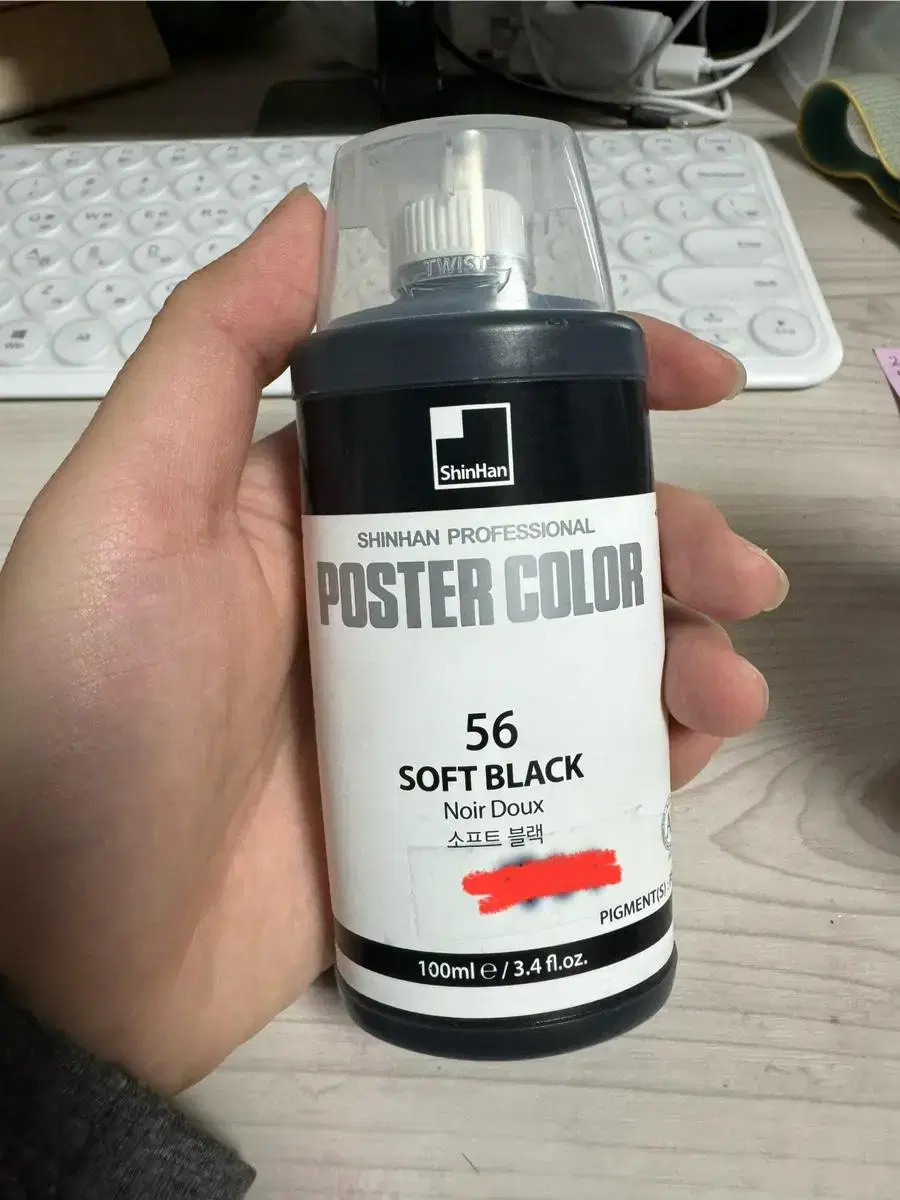 TWIST
ShinHan
SHINHAN PROFESSIONAL
POSTER COLOR
56
SOFT BLACK
Noir Doux
소프트 블랙
PIGMENT(S)
100ml ℮ / 3.4 fl.oz.